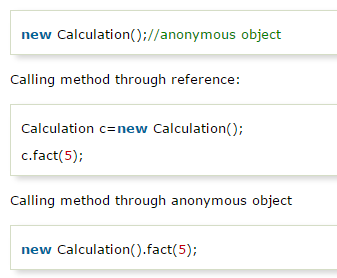 new Calculation();//anonymous object
Calling method through reference:
Calculation c=new Calculation();
c.fact(5);
Calling method through anonymous object
new Calculation().fact(5);